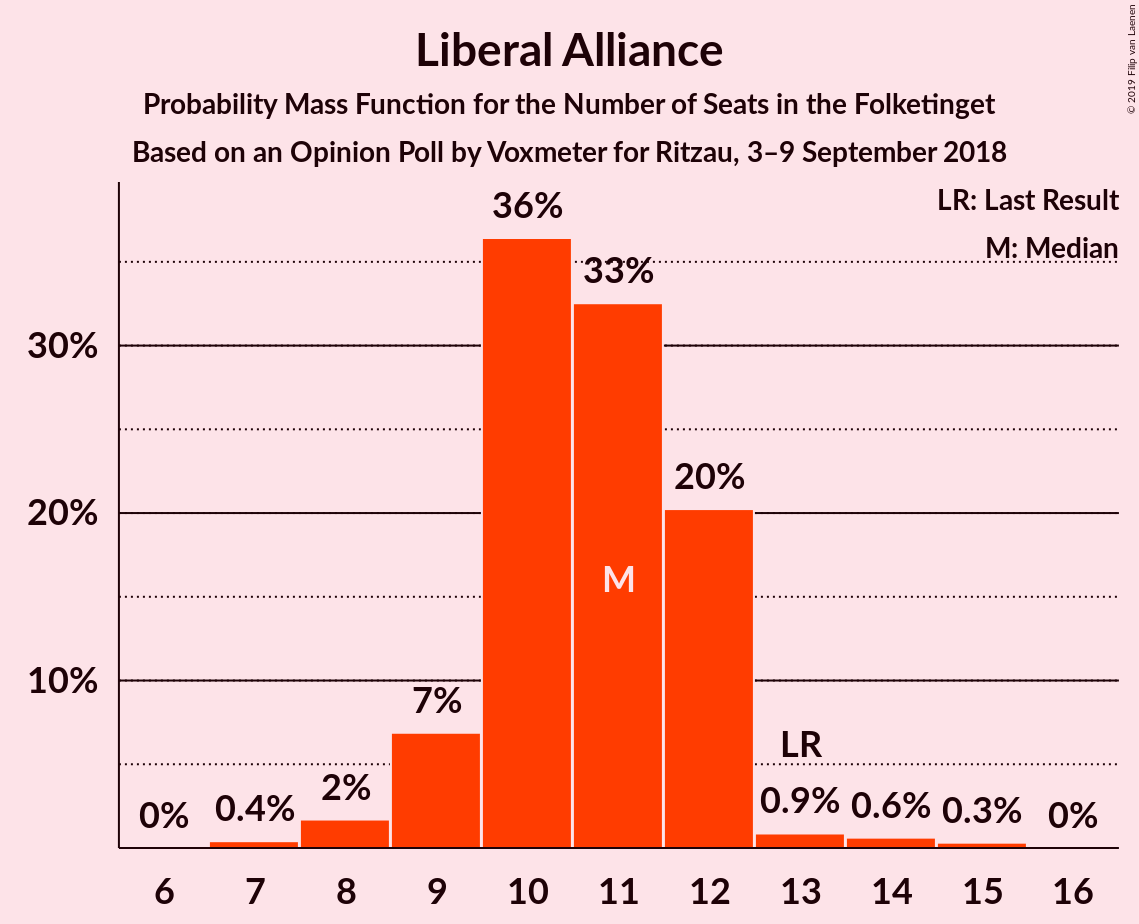 Liberal Alliance
Probability Mass Function for the Number of Seats in the Folketinget
Based on an Opinion Poll by Voxmeter for Ritzau, 3–9 September 2018
© 2019 Filip van Laenen
LR: Last Result
M: Median
36%
33%
30%
20%
20%
M
10%
7%
LR
2%
0%
0.4%
0.9%
0.6%
0.3%
0%
6 7 8 9 10 11 12 13 14 15 16